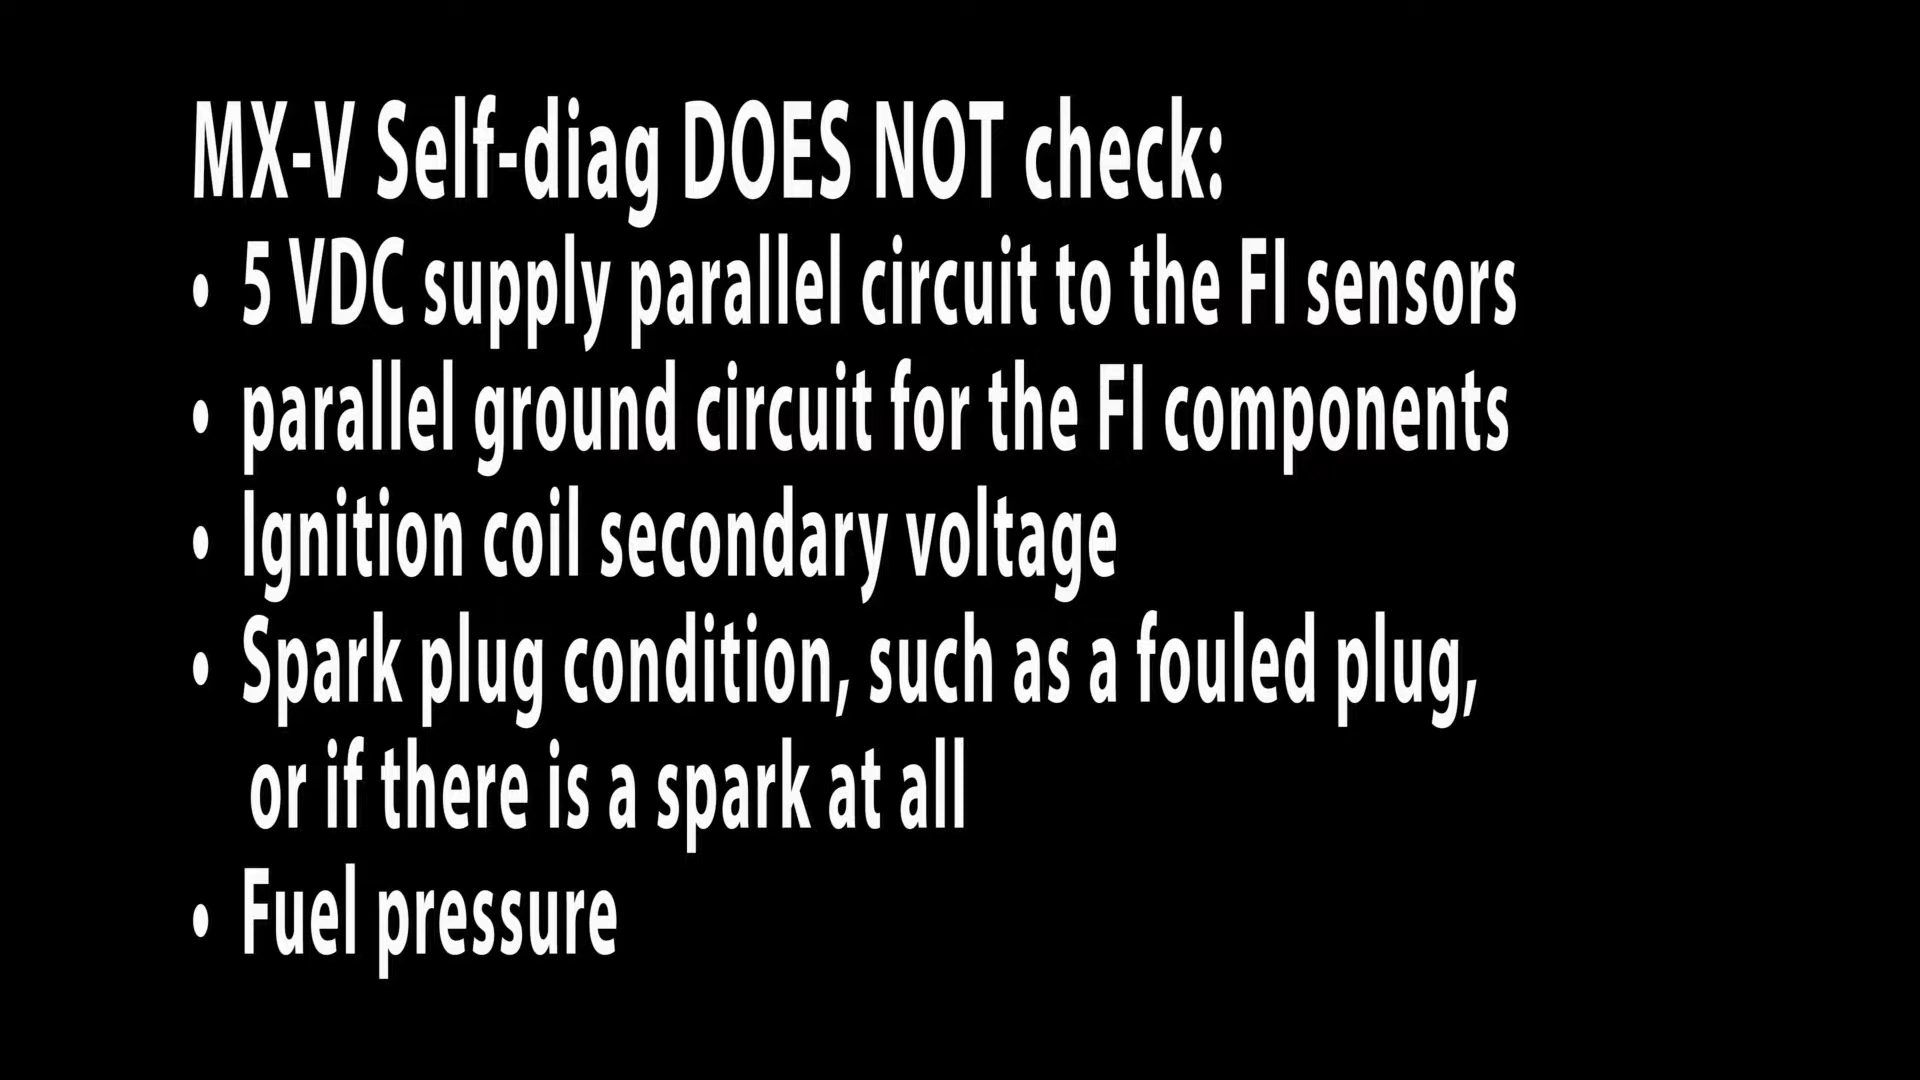 MX-V Self-diag DOES NOT check:
• 5 VDC supply parallel circuit to the FI sensors
• parallel ground circuit for the FI components
• Ignition coil secondary voltage
• Spark plug condition, such as a fouled plug,
or if there is a spark at all
• Fuel pressure